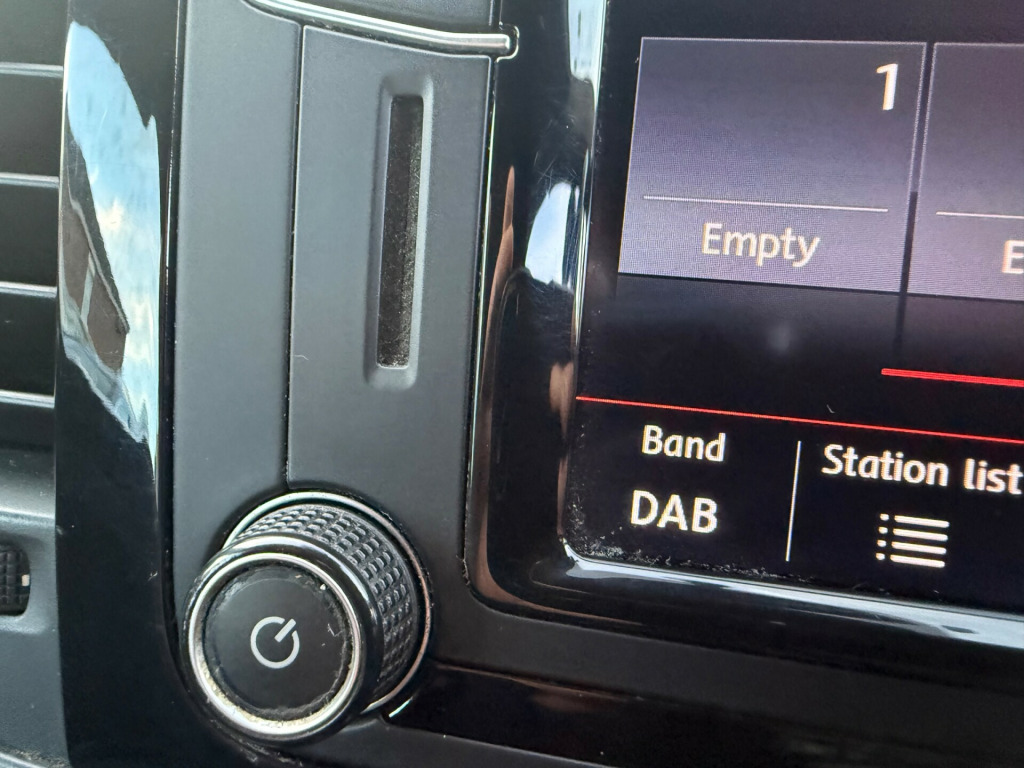 1
Empty
E
Band
Station list
DAB